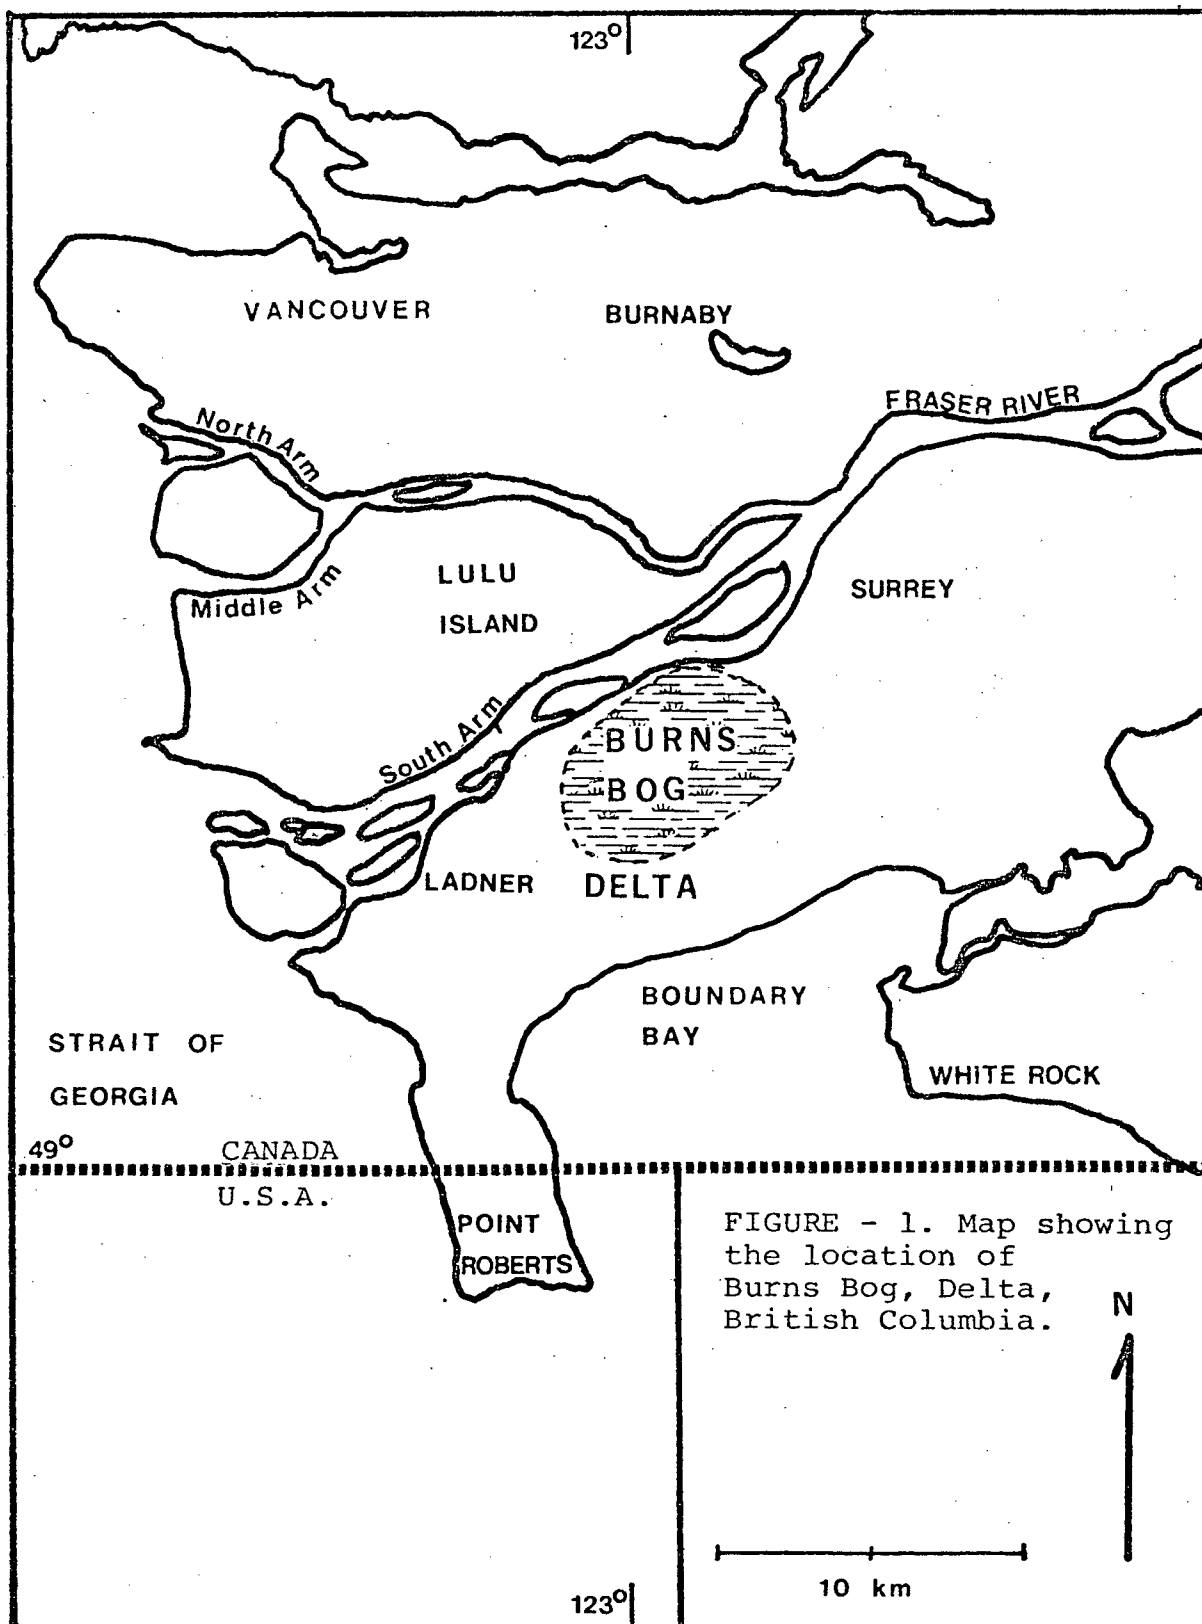 123°
VANCOUVER
BURNABY
FRASER RIVER
North Arm
LULU
ISLAND
Middle Arm
SURREY
South Arm
BURNS
BOG
LADNER
DELTA
BOUNDARY
BAY
STRAIT OF
GEORGIA
WHITE ROCK
49°
CANADA
U.S.A.
POINT
ROBERTS
FIGURE - 1. Map showing
the location of
Burns Bog, Delta,
British Columbia.
N
10 km
123°